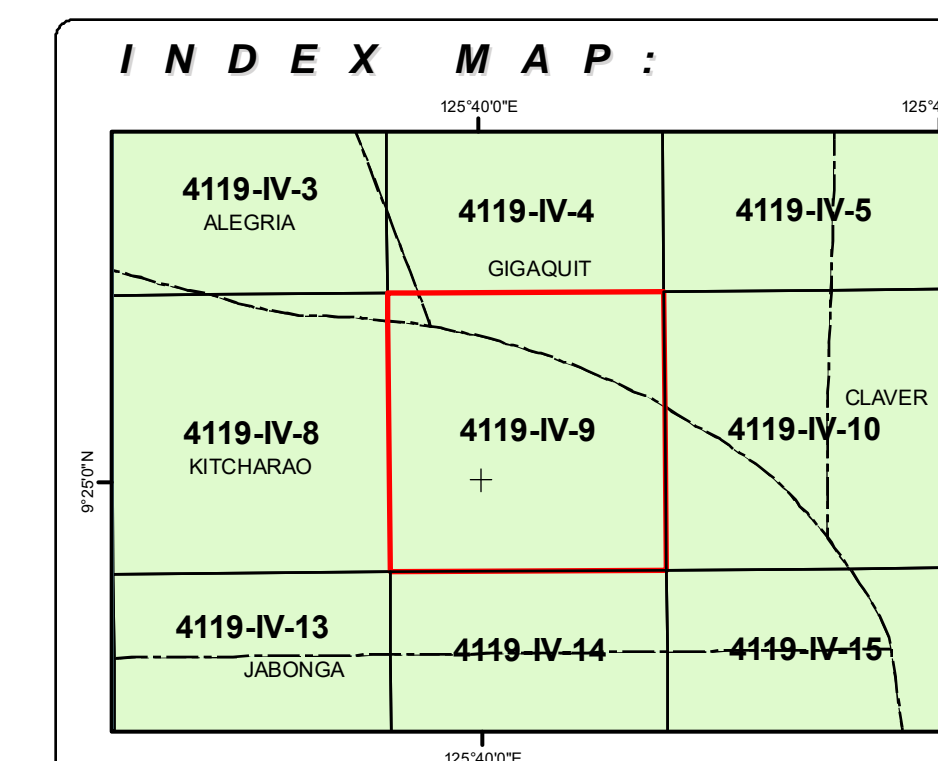 INDEX MAP:
125°40'0"E
125°4
4119-IV-3
ALEGRIA
4119-IV-4
4119-IV-5
GIGAQUIT
CLAVER
4119-IV-8
4119-IV-9
4119-IV-10
KITCHARAO
9°25'0"N
4119-IV-13
4119-IV-14
4119-IV-15
JABONGA
125°40'0"E